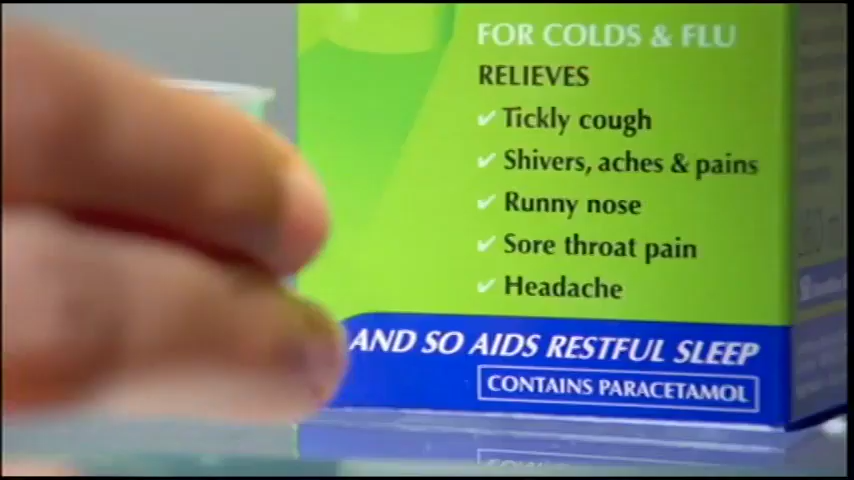 FOR COLDS & FLU
RELIEVES
✓ Tickly cough
✓ Shivers, aches & pains
✓ Runny nose
✓ Sore throat pain
✓ Headache
AND SO AIDS RESTFUL SLEEP
CONTAINS PARACETAMOL